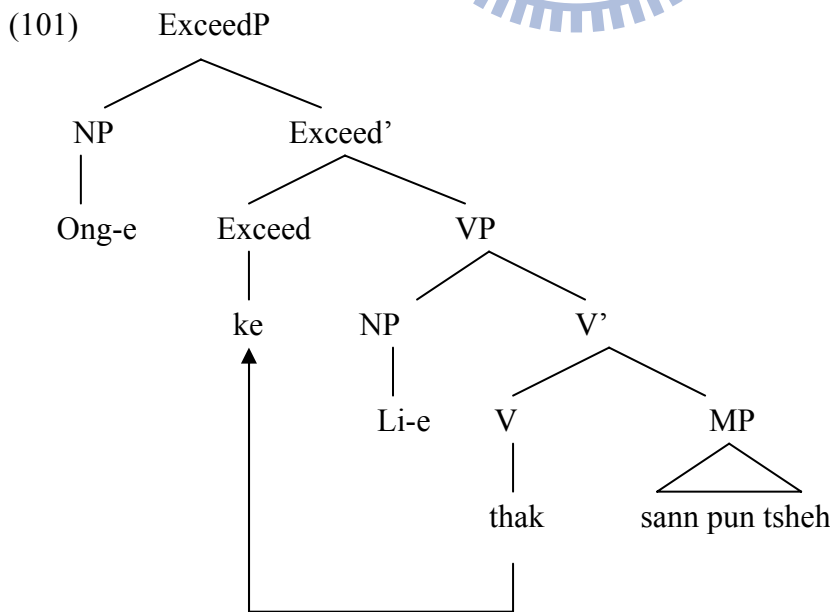 (101) ExceedP
NP Exceed’
Ong-e Exceed VP
ke NP V’
Li-e V MP
thak sann pun tsheh